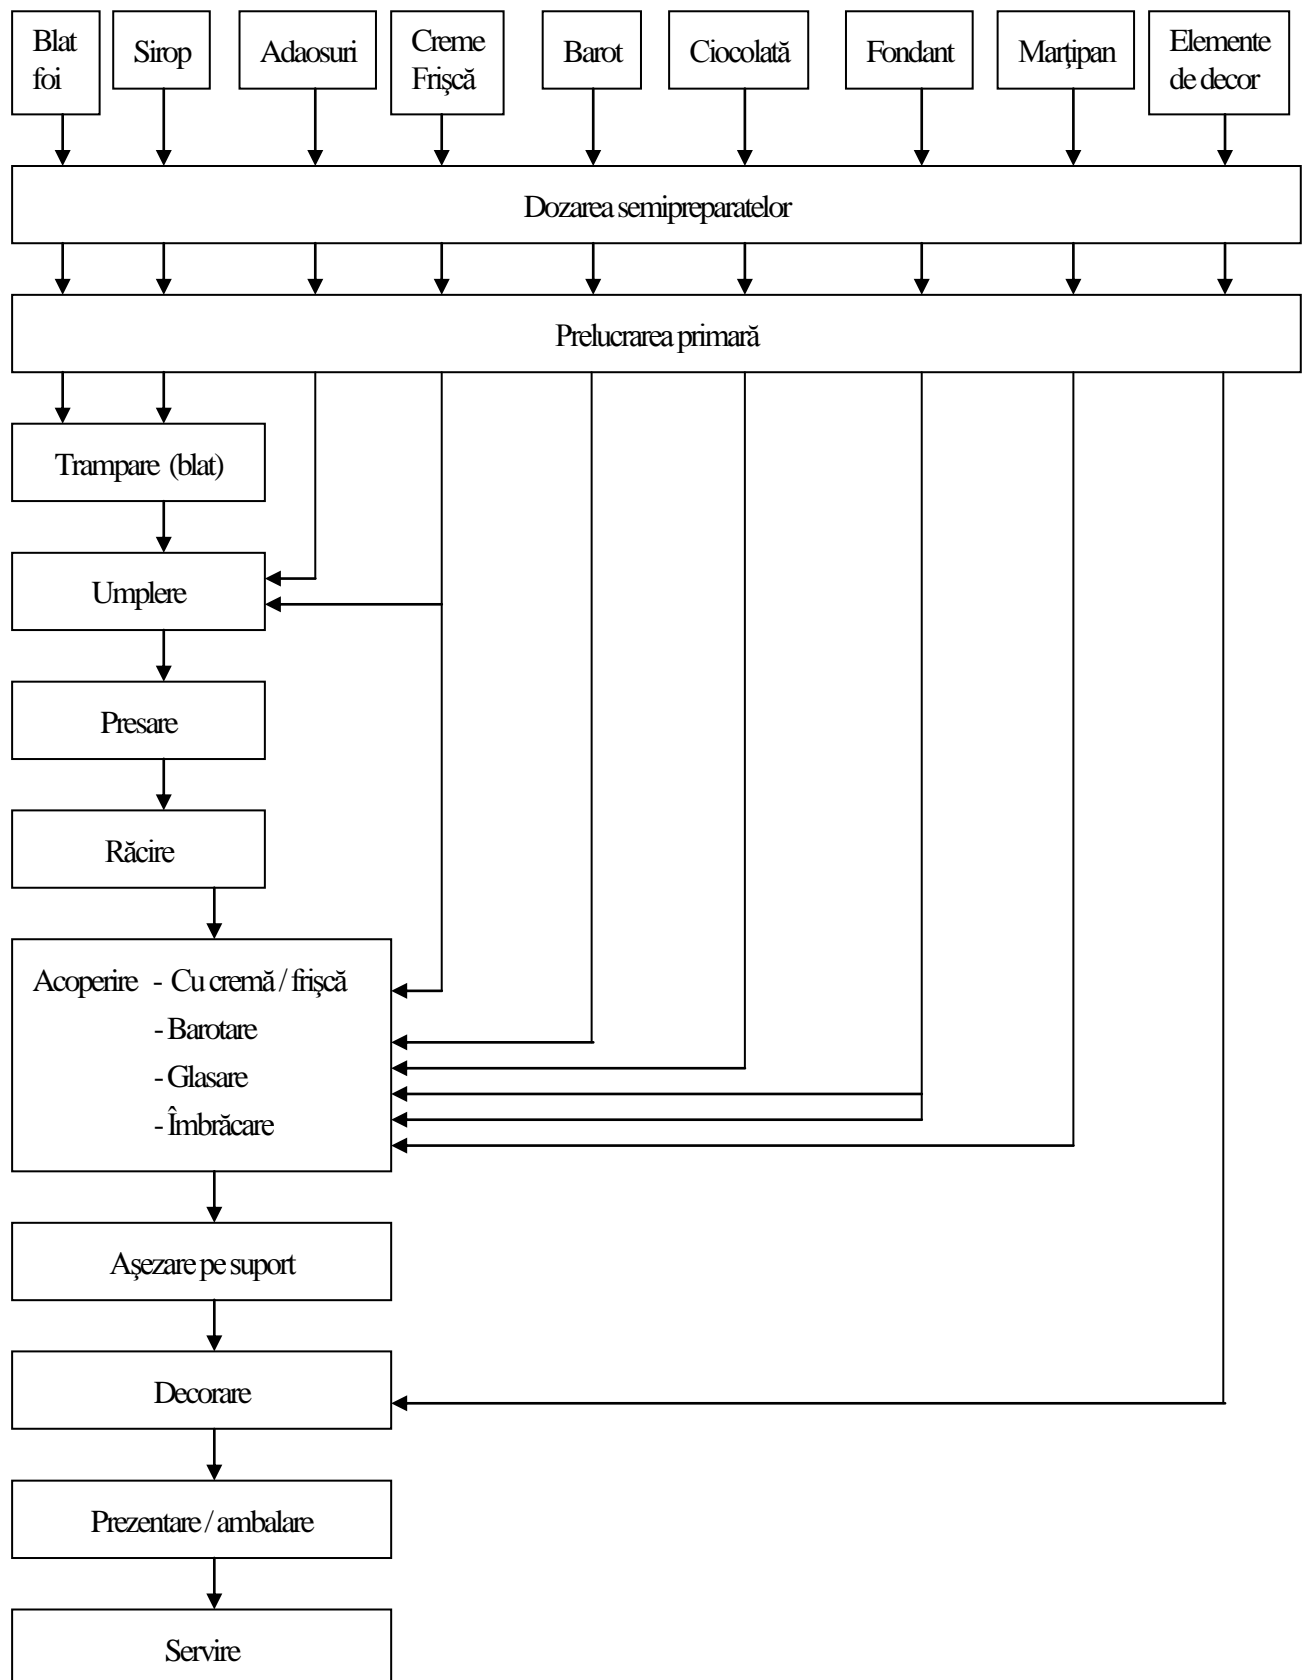 Blat
foi
Sirop
Adaosuri
Creme
Frişcă
Barot
Ciocolată
Fondant
Marţipan
Elemente
de decor
Dozarea semipreparatelor
Prelucrarea primară
Trampare (blat)
Umplere
Presare
Răcire
Acoperire - Cu cremă / frişcă
- Barotare
- Glasare
- Îmbrăcare
Aşezare pe suport
Decorare
Prezentare / ambalare
Servire